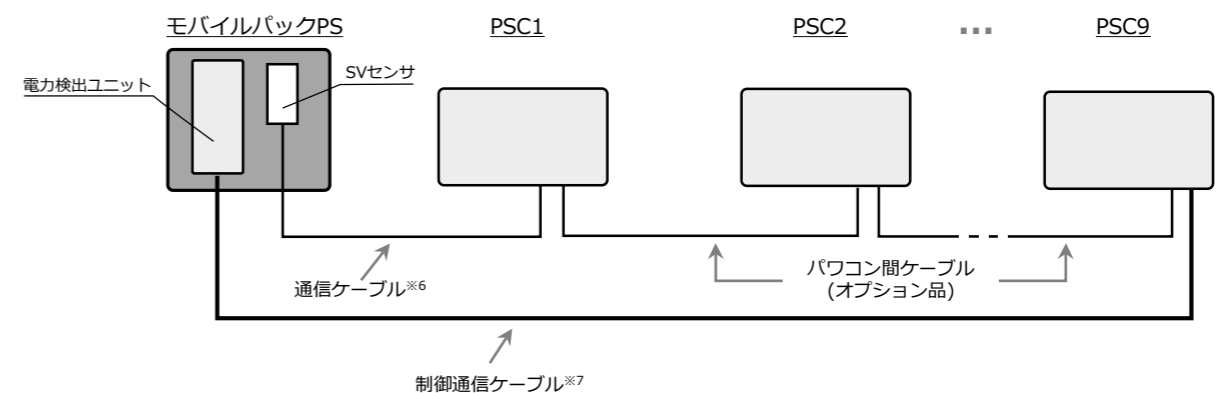 モバイルパックPS
PSC1
PSC2
…
PSC9
電力検出ユニット
SVセンサ
通信ケーブル※6
パワコン間ケーブル
(オプション品)
制御通信ケーブル※7